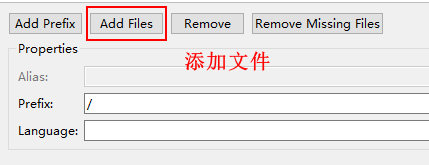 Add Prefix Add Files Remove Remove Missing Files
Properties
添加文件
Alias:
Prefix: /
Language: